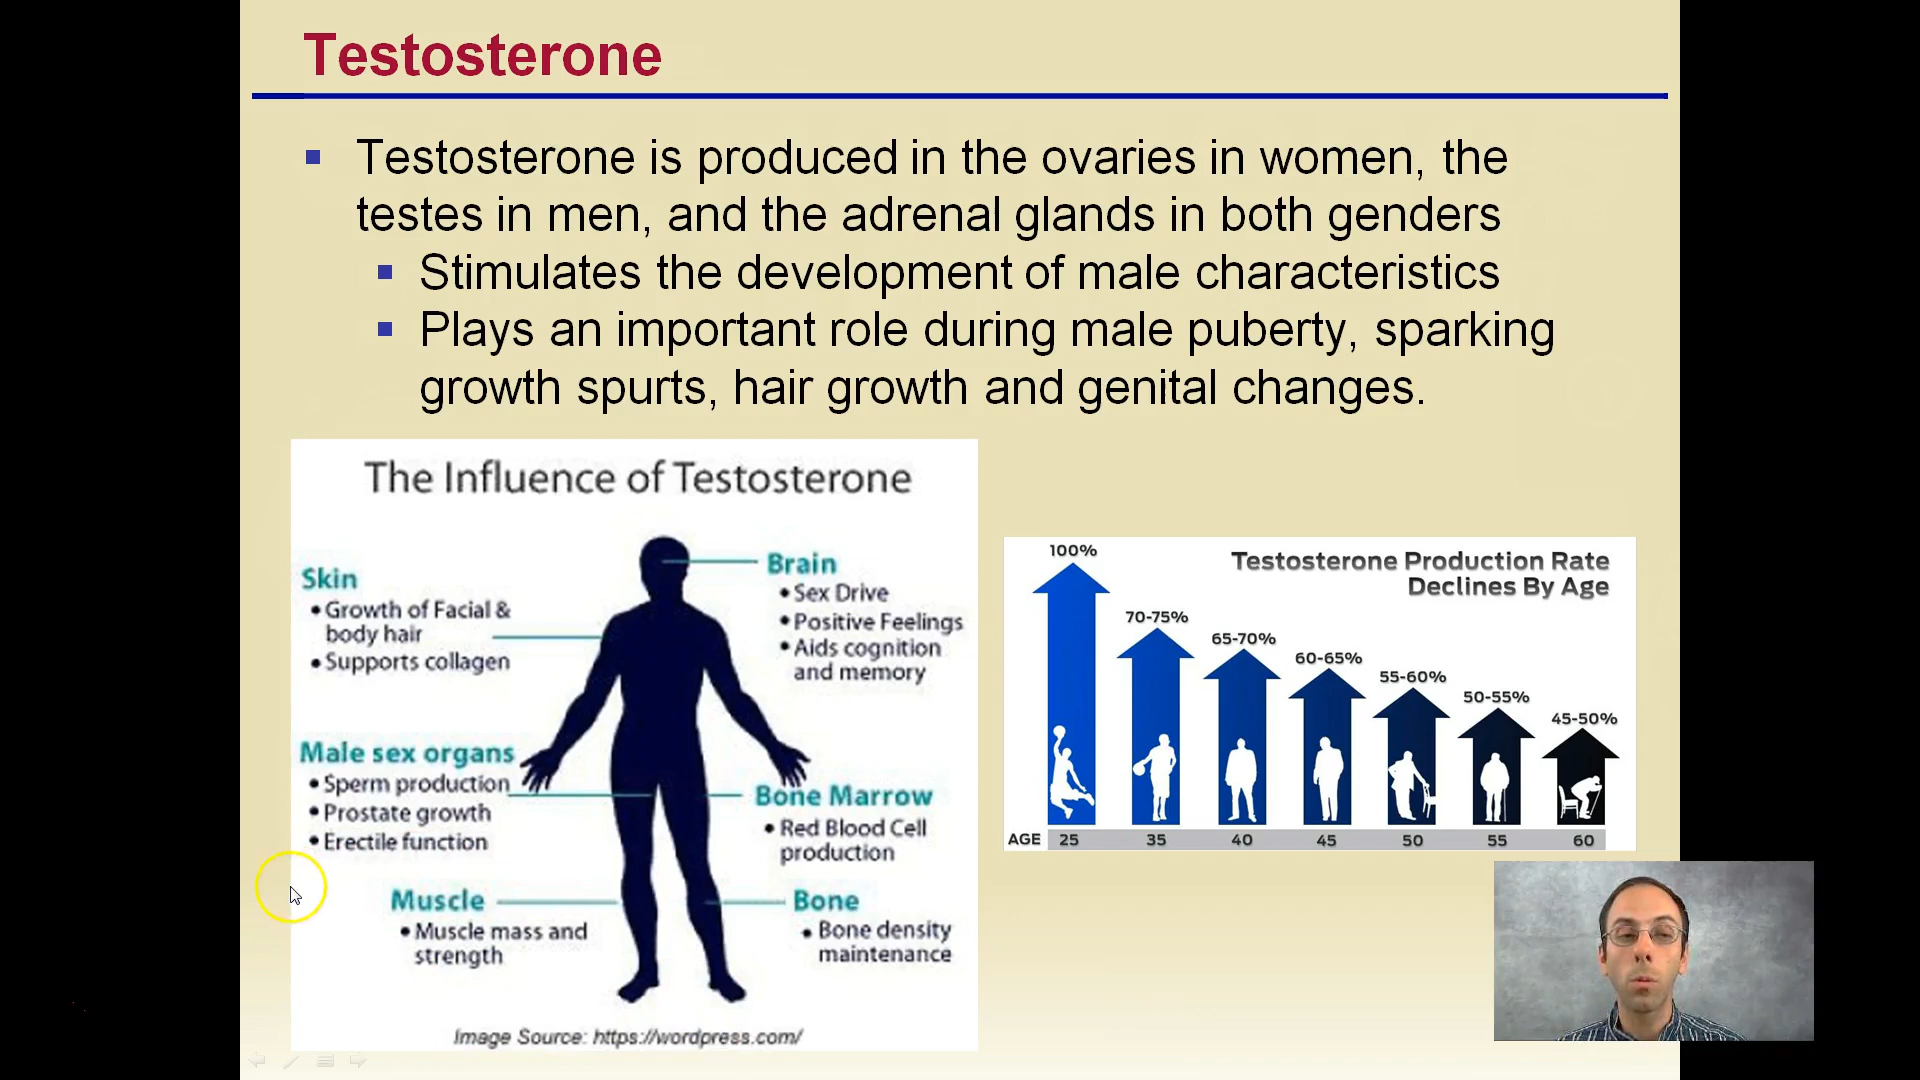 Testosterone
Testosterone is produced in the ovaries in women, the
testes in men, and the adrenal glands in both genders
Stimulates the development of male characteristics
Plays an important role during male puberty, sparking
growth spurts, hair growth and genital changes.
The Influence of Testosterone
Skin
• Growth of Facial &
body hair
• Supports collagen
Brain
• Sex Drive
• Positive Feelings
• Aids cognition
and memory
Male sex organs
• Sperm production
• Prostate growth
• Erectile function
Bone Marrow
• Red Blood Cell
production
Muscle
• Muscle mass and
strength
Bone
• Bone density
maintenance
Image Source: https://wordpress.com/
Testosterone Production Rate
Declines By Age
100%
70-75%
65-70%
60-65%
55-60%
50-55%
45-50%
AGE 25 35 40 45 50 55 60